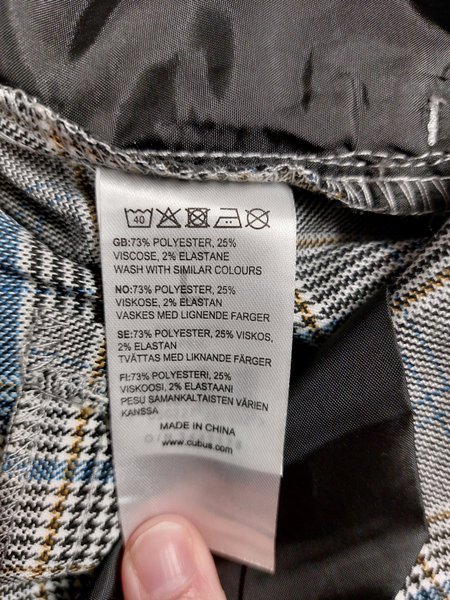 40
GB:73% POLYESTER, 25%
VISCOSE, 2% ELASTANE
WASH WITH SIMILAR COLOURS
NO:73% POLYESTER, 25%
VISKOSE, 2% ELASTAN
VASKES MED LIGNENDE FARGER
SE:73% POLYESTER, 25% VISKOS,
2% ELASTAN
TVÄTTAS MED LIKNANDE FÄRGER
FI:73% POLYESTERI, 25%
VISKOOSI, 2% ELASTAANI
PESU SAMANKALTAISTEN VÄRIEN
KANSSA
MADE IN CHINA
www.cubus.com